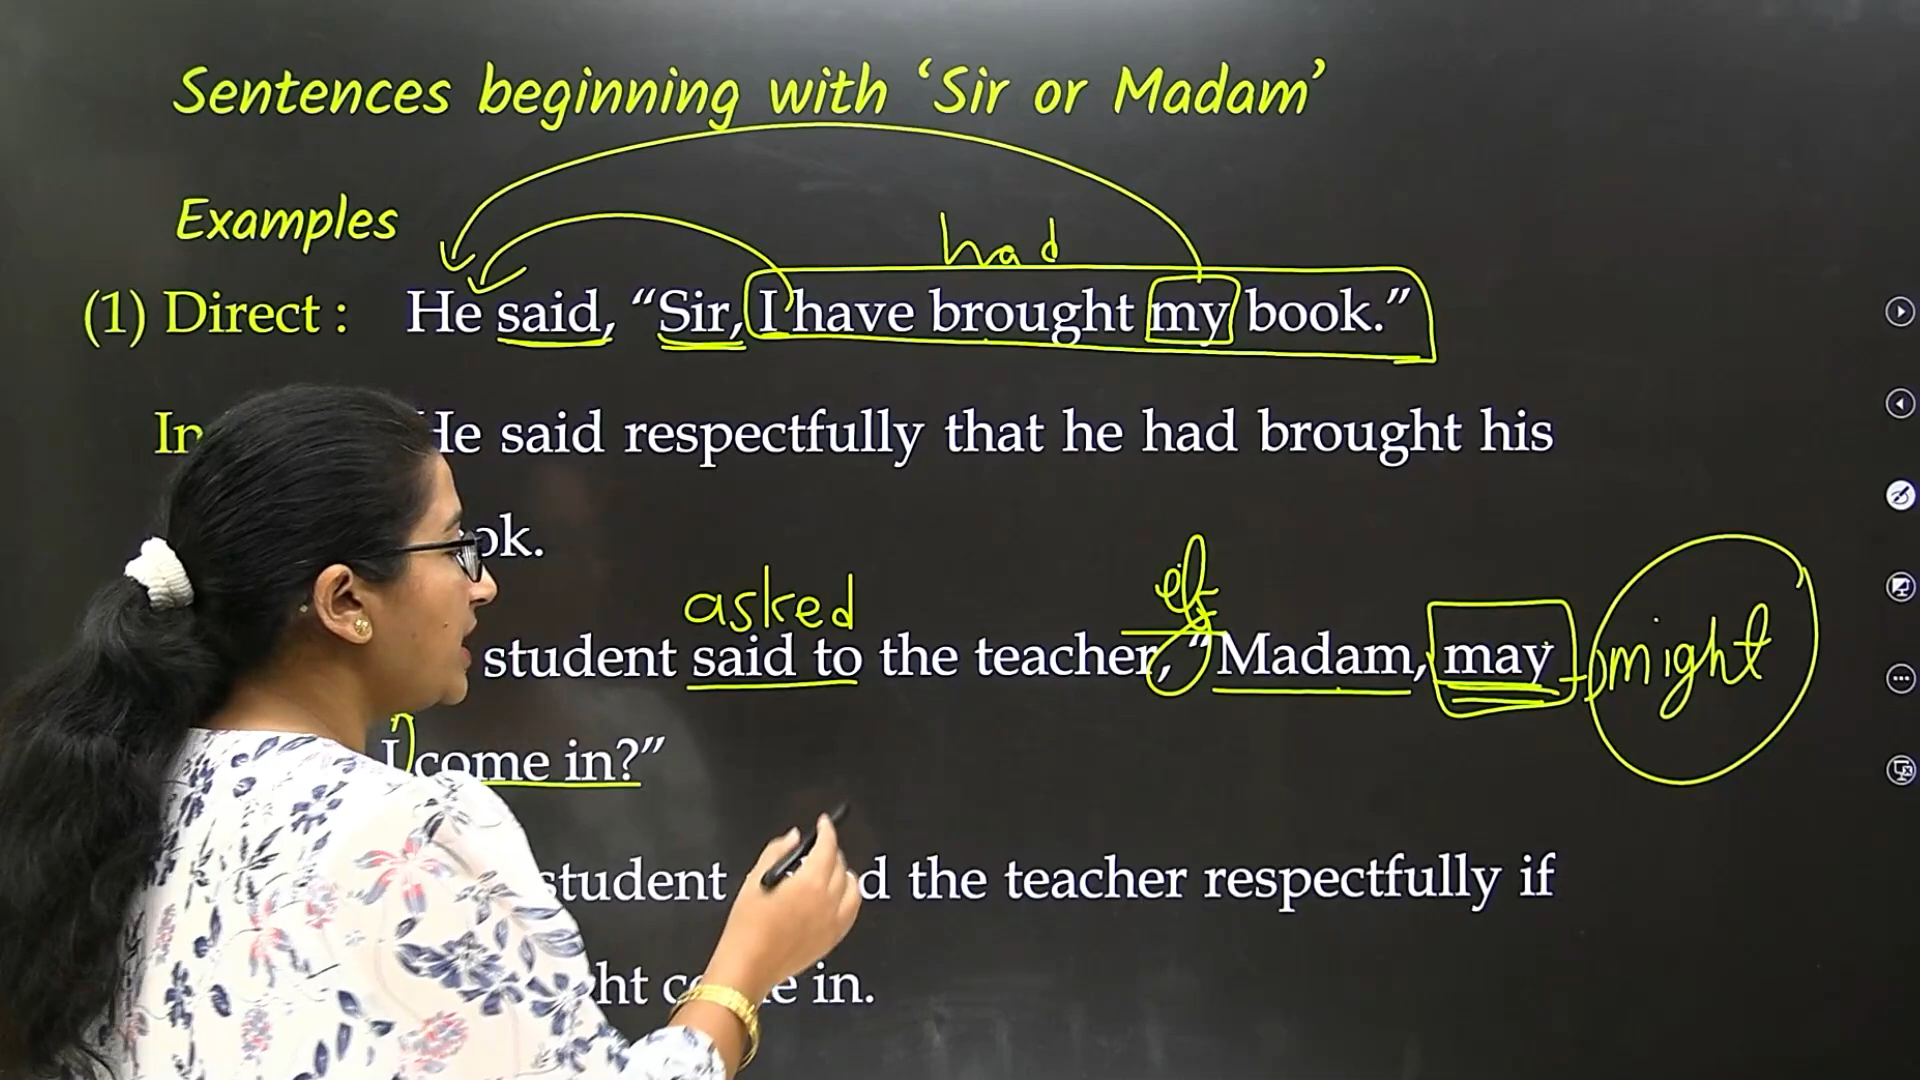 Sentences beginning with ‘Sir or Madam’
Examples
had
(1) Direct : He said, “Sir, I have brought my book.”
He said respectfully that he had brought his
asked if
student said to the teacher, “Madam, may might
I come in?”
student the teacher respectfully if
in.